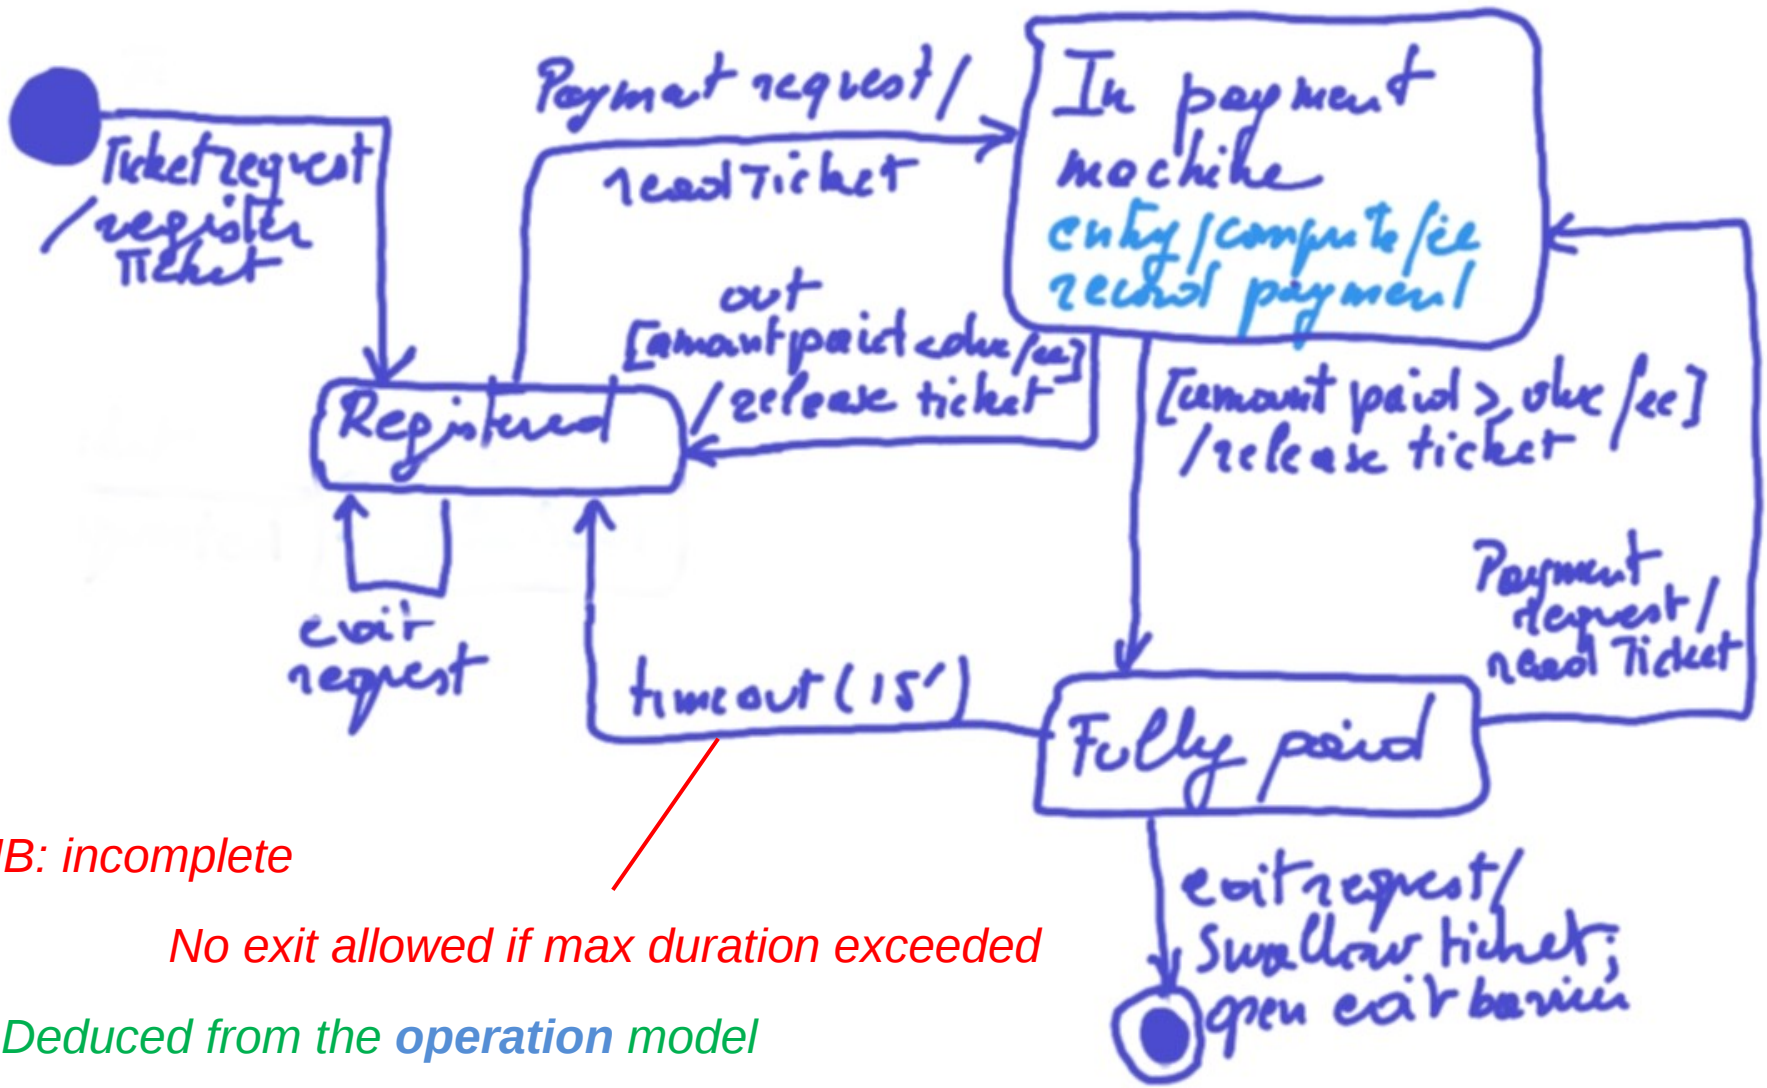 Payment request /
read Ticket
In payment
machine
entry / compute fee
record payment
Ticket request
/ register
Ticket
out
[amount paid < due fee]
/ release ticket
Registered
[amount paid ≥ due fee]
/ release ticket
exit
request
timeout (15')
Payment
request /
read Ticket
Fully paid
NB: incomplete
No exit allowed if max duration exceeded
Deduced from the operation model
exit request /
swallow ticket;
open exit barrier